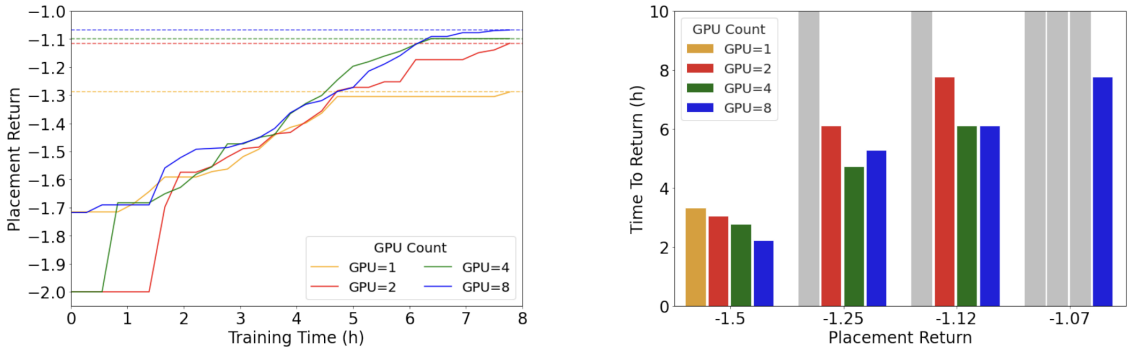 −1.0
−1.1
−1.2
−1.3
−1.4
−1.5
−1.6
−1.7
−1.8
−1.9
−2.0
Placement Return
0 1 2 3 4 5 6 7 8
Training Time (h)
GPU Count
GPU=1 GPU=4
GPU=2 GPU=8
10
8
6
4
2
0
Time To Return (h)
GPU Count
GPU=1
GPU=2
GPU=4
GPU=8
-1.5 -1.25 -1.12 -1.07
Placement Return